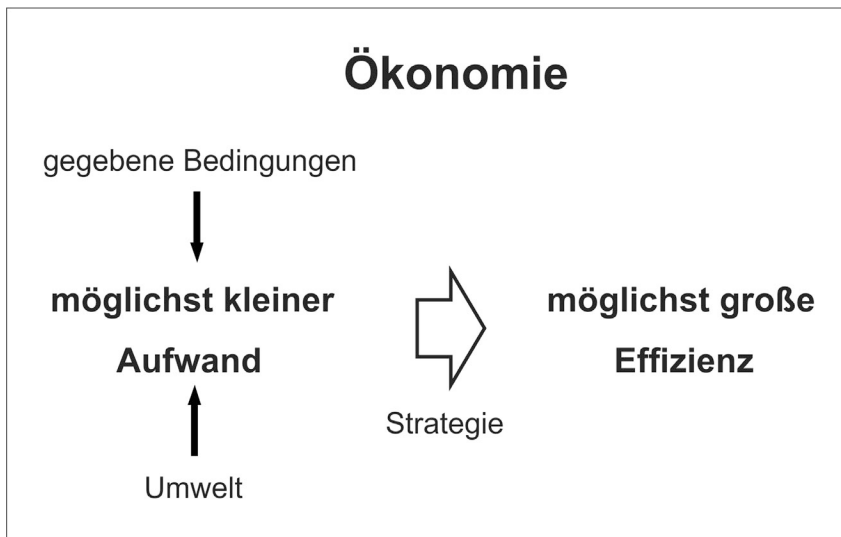 Ökonomie
gegebene Bedingungen
möglichst kleiner
Aufwand
Umwelt
Strategie
möglichst große
Effizienz